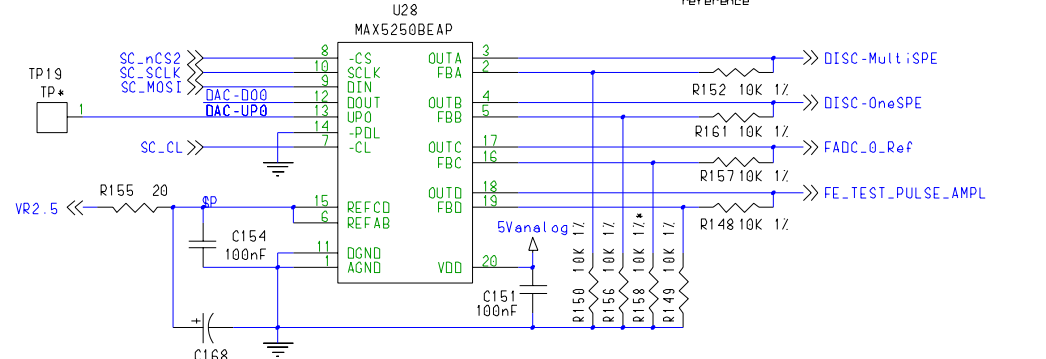 reference
U28
MAX5250BEAP
SC_nCS2 8 -CS OUTA 3 DISC-MultiSPE
SC_SCLK 10 SCLK FBA 2
SC_MOSI 9 DIN R152 10K 1%
TP19
TP*
1
DAC-DO0 12 DOUT OUTB 4 DISC-OneSPE
DAC-UP0 13 UPO FBB 5
14 -PDL R161 10K 1%
SC_CL 7 -CL OUTC 17 FADC_0_Ref
FBC 16
R157 10K 1%
OUTD 18 FE_TEST_PULSE_AMPL
R155 20
VR2.5
$P
15 REFCD FBD 19
6 REFAB R148 10K 1%
C154
100nF
11 DGND
1 AGND VDD 20
5Vanalog
C151
100nF
R150 10K 1%
R156 10K 1%
R158 10K 1%*
R149 10K 1%
C168